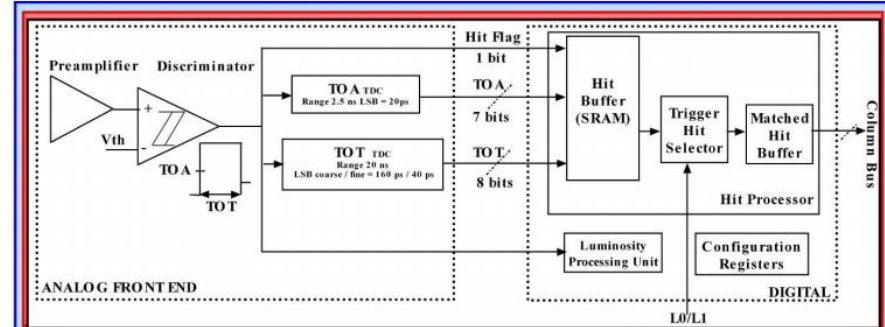 Preamplifier
Discriminator
Vth
+
-
TOA
TOT
TOA TDC
Range 2.5 ns LSB = 20ps
TOT TDC
Range 20 ns
LSB coarse / fine = 160 ps / 40 ps
Hit Flag
1 bit
TOA
7 bits
TOT
8 bits
Hit
Buffer
(SRAM)
Trigger
Hit
Selector
Matched
Hit
Buffer
Hit Processor
Column Bus
Luminosity
Processing Unit
Configuration
Registers
ANALOG FRONT END
DIGITAL
L0/L1